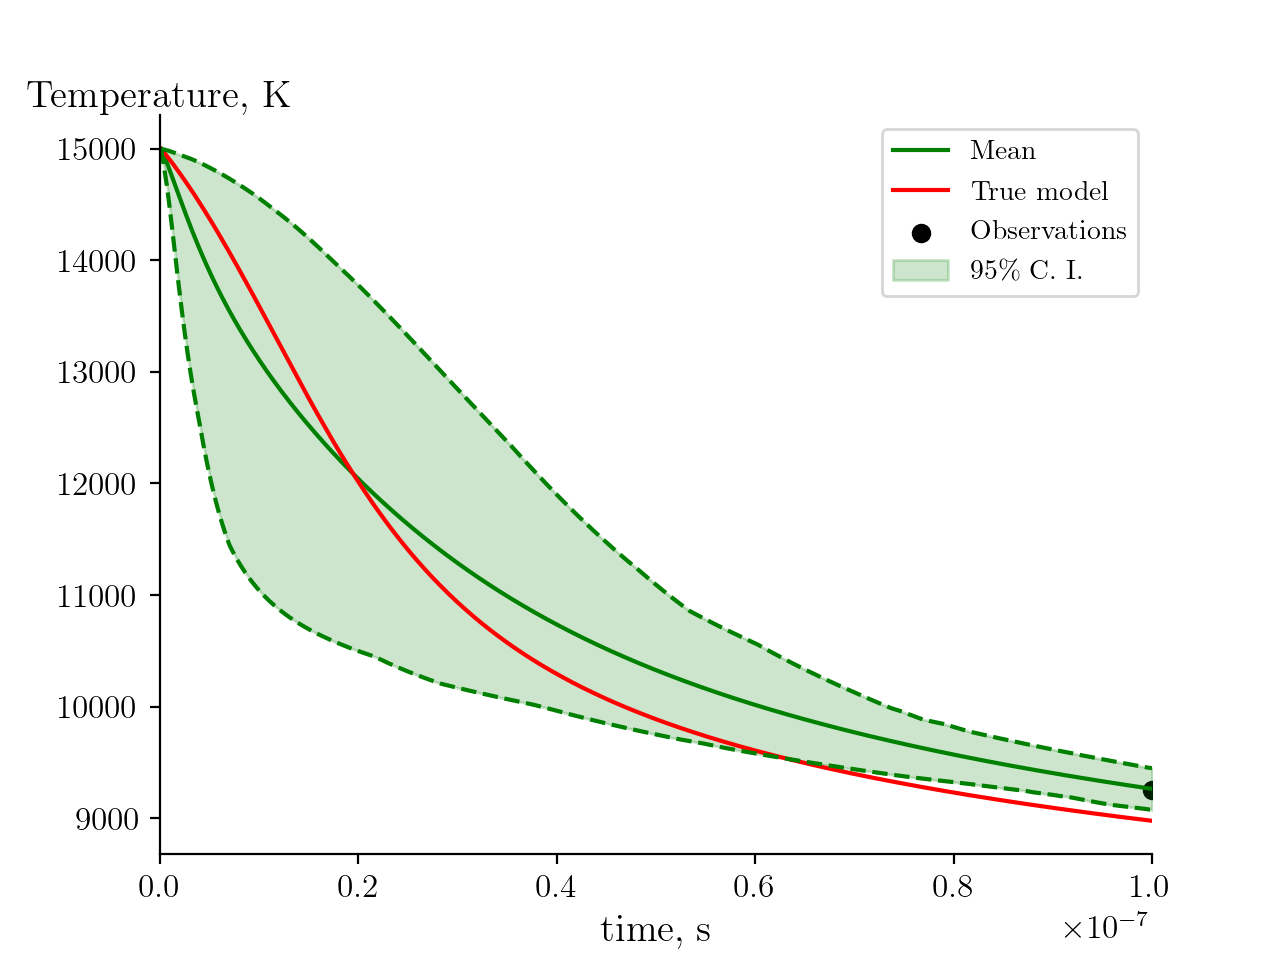 Temperature, K
15000
14000
13000
12000
11000
10000
9000
Mean
True model
Observations
95% C. I.
0.0 0.2 0.4 0.6 0.8 1.0
time, s
×10⁻⁷